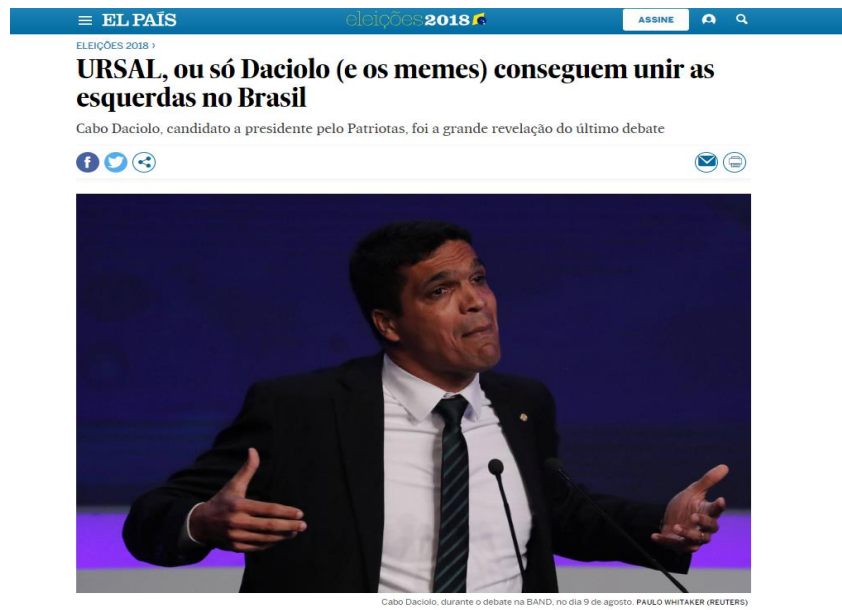 EL PAÍS
eleições2018
ASSINE
ELEIÇÕES 2018 ›
URSAL, ou só Daciolo (e os memes) conseguem unir as
esquerdas no Brasil
Cabo Daciolo, candidato a presidente pelo Patriotas, foi a grande revelação do último debate
f
Cabo Daciolo, durante o debate na BAND, no dia 9 de agosto. PAULO WHITAKER (REUTERS)